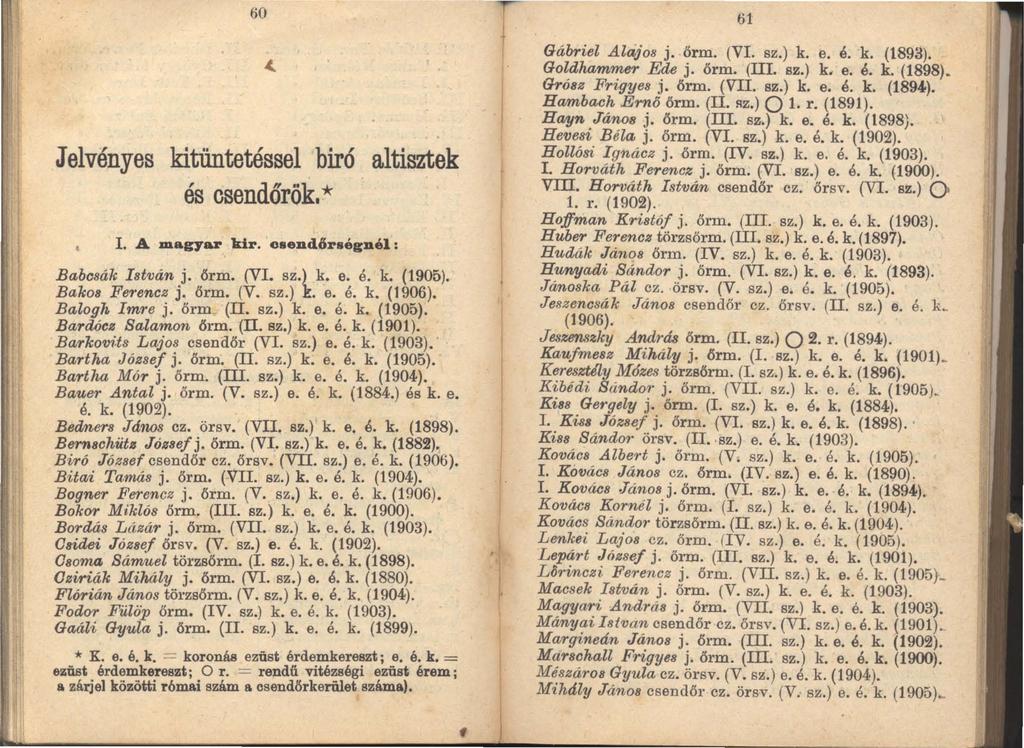 60
Jelvényes kitüntetéssel biró altisztek
és csendőrök.*
I. A magyar kir. csendőrségnél:
Babcsák István j. őrm. (VI. sz.) k. e. é. k. (1905).
Bakos Ferencz j. őrm. (V. sz.) k. e. é. k. (1906).
Balogh Imre j. őrm (II. sz.) k. e. é. k. (1905).
Bardócz Salamon őrm. (II. sz.) k. e. é. k. (1901).
Barkovits Lajos csendőr (VI. sz.) e. é. k. (1903).
Bartha József j. őrm. (II. sz.) k. e. é. k. (1905).
Bartha Mór j. őrm. (III. sz.) k. e. é. k. (1904).
Bauer Antal j. őrm. (V. sz.) e. é. k. (1884.) és k. e.
é. k. (1902).
Bedners János cz. örsv. (VII. sz.) k. e. é. k. (1898).
Bernschütz József j. őrm. (VI. sz.) k. e. é. k. (1882).
Biró József csendőr cz. őrsv. (VII. sz.) e. é. k. (1906).
Bitai Tamás j. őrm. (VII. sz.) k. e. é. k. (1904).
Bogner Ferencz j. őrm. (V. sz.) k. e. é. k. (1906).
Bokor Miklós őrm. (III. sz.) k. e. é. k. (1900).
Bordás Lázár j. őrm. (VII. sz.) k. e. é. k. (1903).
Csidei József őrsv. (V. sz.) e. é. k. (1902).
Csoma Sámuel törzsőrm. (I. sz.) k. e. é. k. (1898).
Cziriák Mihály j. őrm. (VI. sz.) e. é. k. (1880).
Flórián János törzsőrm. (V. sz.) k. e. é. k. (1904).
Fodor Fülöp őrm. (IV. sz.) k. e. é. k. (1903).
Gaáli Gyula j. őrm. (II. sz.) k. e. é. k. (1899).
* K. e. é. k. = koronás ezüst érdemkereszt; e. é. k. =
ezüst érdemkereszt; O r. = rendű vitézségi ezüst érem;
a zárjel közötti római szám a csendőrkerület száma).
61
Gábriel Alajos j. őrm. (VI. sz.) k. e. é. k. (1893).
Goldhammer Ede j. őrm. (III. sz.) k. e. é. k. (1898).
Grósz Frigyes j. őrm. (VII. sz.) k. e. é. k. (1894).
Hambach Ernő őrm. (II. sz.) O 1. r. (1891).
Hayn János j. őrm. (III. sz.) k. e. é. k. (1898).
Hevesi Béla j. őrm. (VI. sz.) k. e. é. k. (1902).
Hollósi Ignácz j. őrm. (IV. sz.) k. e. é. k. (1903).
I. Horváth Ferencz j. őrm. (VI. sz.) e. é. k. (1900).
VIII. Horváth István csendőr cz. őrsv. (VI. sz.) O
1. r. (1902).
Hoffman Kristóf j. őrm. (III. sz.) k. e. é. k. (1903).
Huber Ferencz törzsőrm. (III. sz.) k. e. é. k. (1897).
Hudák János őrm. (IV. sz.) k. e. é. k. (1903).
Hunyadi Sándor j. őrm. (VI. sz.) k. e. é. k. (1893).
Jánoska Pál cz. örsv. (V. sz.) e. é. k. (1905).
Jeszencsák János csendőr cz. őrsv. (II. sz.) e. é. k.
(1906).
Jeszenszky András őrm. (II. sz.) O 2. r. (1894).
Kaufmesz Mihály j. őrm. (I. sz.) k. e. é. k. (1901).
Keresztély Mózes törzsőrm. (I. sz.) k. e. é. k. (1896).
Kibédi Sándor j. őrm. (VII. sz.) k. e. é. k. (1905).
Kiss Gergely j. őrm. (I. sz.) k. e. é. k. (1884).
I. Kiss József j. őrm. (VI. sz.) k. e. é. k. (1898).
Kiss Sándor örsv. (II. sz.) e. é. k. (1903).
Kovács Albert j. őrm. (V. sz.) k. e. é. k. (1905).
I. Kovács János cz. őrm. (IV. sz.) e. é. k. (1890).
I. Kovács János j. őrm. (VI. sz.) k. e. é. k. (1894).
Kovács Kornél j. őrm. (I. sz.) k. e. é. k. (1904).
Kovács Sándor törzsőrm. (II. sz.) k. e. é. k. (1904).
Lenkei Lajos cz. őrm. (IV. sz.) e. é. k. (1905).
Lepárt József j. őrm. (III. sz.) k. e. é. k. (1901).
Lőrinczi Ferencz j. őrm. (VII. sz.) k. e. é. k. (1905).
Macsek István j. őrm. (V. sz.) k. e. é. k. (1903).
Magyari András j. őrm. (VII. sz.) k. e. é. k. (1903).
Mányai István csendőr cz. őrsv. (VI. sz.) e. é. k. (1901).
Margineán János j. őrm. (III. sz.) k. e. é. k. (1902).
Marschall Frigyes j. őrm. (III. sz.) k. e. é. k. (1900).
Mészáros Gyula cz. örsv. (V. sz.) e. é. k. (1904).
Mihály János csendőr cz. örsv. (V. sz.) e. é. k. (1905).